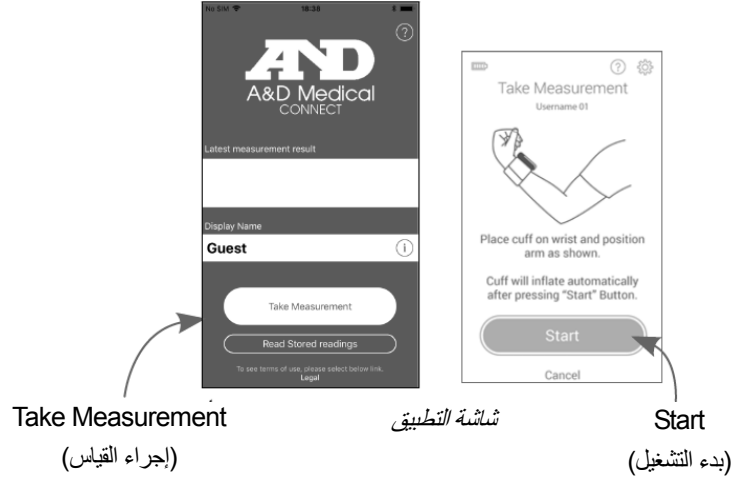 No SIM 18:38
?
AND
A&D Medical
CONNECT
Latest measurement result
Display Name
Guest
i
Take Measurement
Read Stored readings
To see terms of use, please select below link.
Legal
?
Take Measurement
Username 01
Place cuff on wrist and position
arm as shown.
Cuff will inflate automatically
after pressing “Start” Button.
Start
Cancel
Take Measurement
(إجراء القياس)
شاشة التطبيق
Start
(بدء التشغيل)